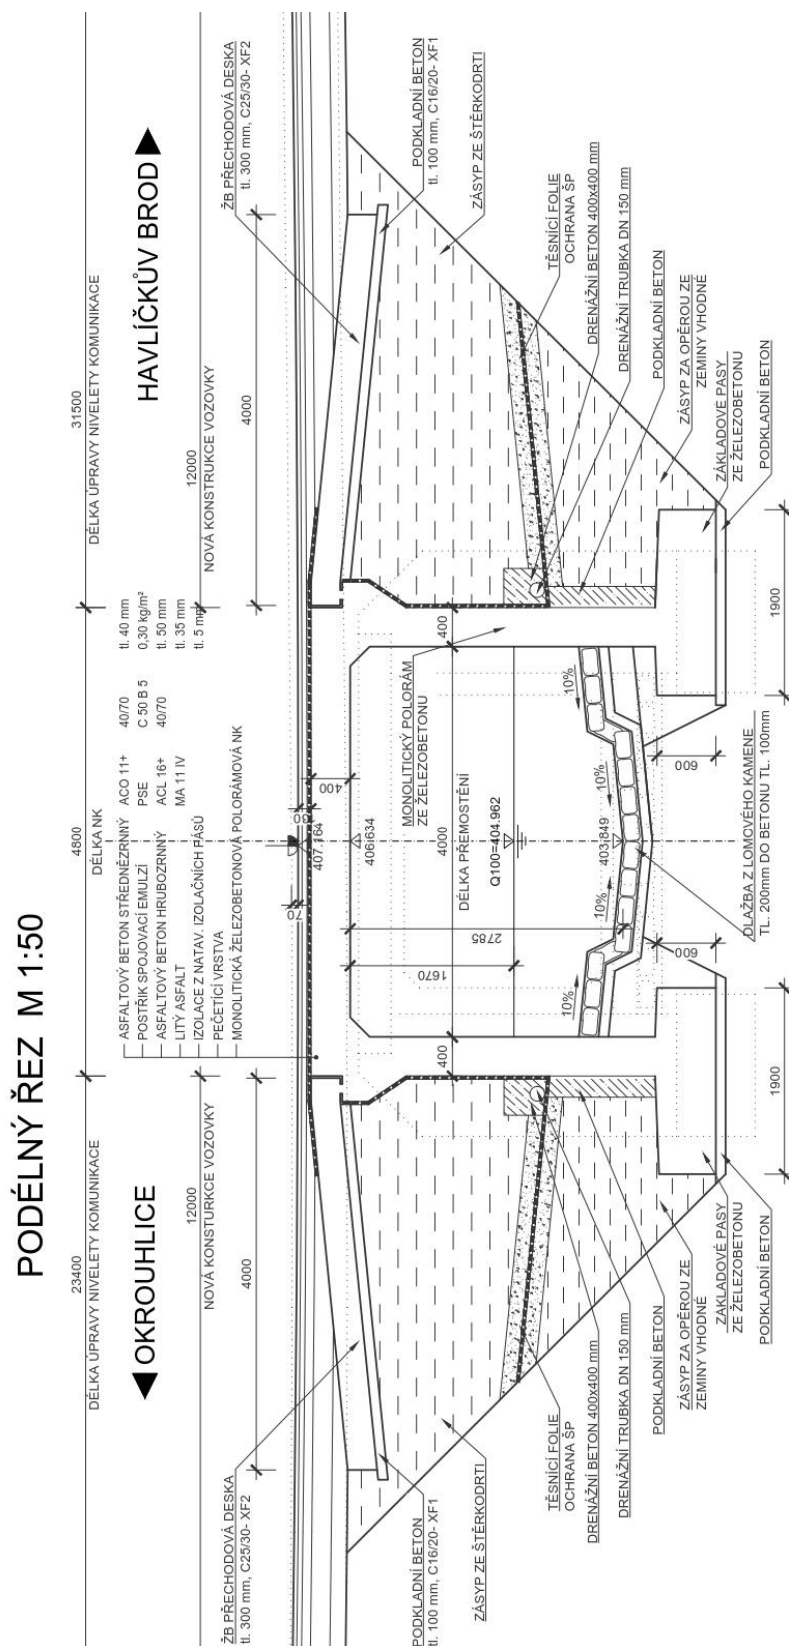 PODÉLNÝ ŘEZ M 1:50
23400
DÉLKA ÚPRAVY NIVELETY KOMUNIKACE
4800
DÉLKA NK
31500
DÉLKA ÚPRAVY NIVELETY KOMUNIKACE
OKROUHLICE
HAVLÍČKŮV BROD
ASFALTOVÝ BETON STŘEDNĚZRNNÝ ACO 11+ 40/70 tl. 40 mm
POSTŘIK SPOJOVACÍ EMULZÍ PSE C 50 B 5 0,30 kg/m²
ASFALTOVÝ BETON HRUBOZRNNÝ ACL 16+ 40/70 tl. 50 mm
LITÝ ASFALT MA 11 IV tl. 35 mm
IZOLACE Z NATAV. IZOLAČNÍCH PÁSŮ tl. 5 mm
PEČETÍCÍ VRSTVA
MONOLITICKÁ ŽELEZOBETONOVÁ POLORÁMOVÁ NK
12000
NOVÁ KONSTURKCE VOZOVKY
12000
NOVÁ KONSTRUKCE VOZOVKY
ŽB PŘECHODOVÁ DESKA
tl. 300 mm, C25/30- XF2
4000
4000
ŽB PŘECHODOVÁ DESKA
tl. 300 mm, C25/30- XF2
70
407.164
400
406.634
PODKLADNÍ BETON
tl. 100 mm, C16/20- XF1
PODKLADNÍ BETON
tl. 100 mm, C16/20- XF1
MONOLITICKÝ POLORÁM
ZE ŽELEZOBETONU
400
4000
400
DÉLKA PŘEMOSTĚNÍ
1670
2785
Q100=404.962
ZÁSYP ZE ŠTĚRKODRTI
ZÁSYP ZE ŠTĚRKODRTI
TĚSNÍCÍ FOLIE
OCHRANA ŠP
DRENÁŽNÍ BETON 400x400 mm
DRENÁŽNÍ TRUBKA DN 150 mm
PODKLADNÍ BETON
ZÁSYP ZA OPĚROU ZE
ZEMINY VHODNÉ
ZÁKLADOVÉ PASY
ZE ŽELEZOBETONU
PODKLADNÍ BETON
10%
10%
403.849
10%
10%
600
600
DLAŽBA Z LOMOVÉHO KAMENE
TL. 200mm DO BETONU TL. 100mm
TĚSNÍCÍ FOLIE
OCHRANA ŠP
DRENÁŽNÍ BETON 400x400 mm
DRENÁŽNÍ TRUBKA DN 150 mm
PODKLADNÍ BETON
ZÁSYP ZA OPĚROU ZE
ZEMINY VHODNÉ
ZÁKLADOVÉ PASY
ZE ŽELEZOBETONU
PODKLADNÍ BETON
1900
1900